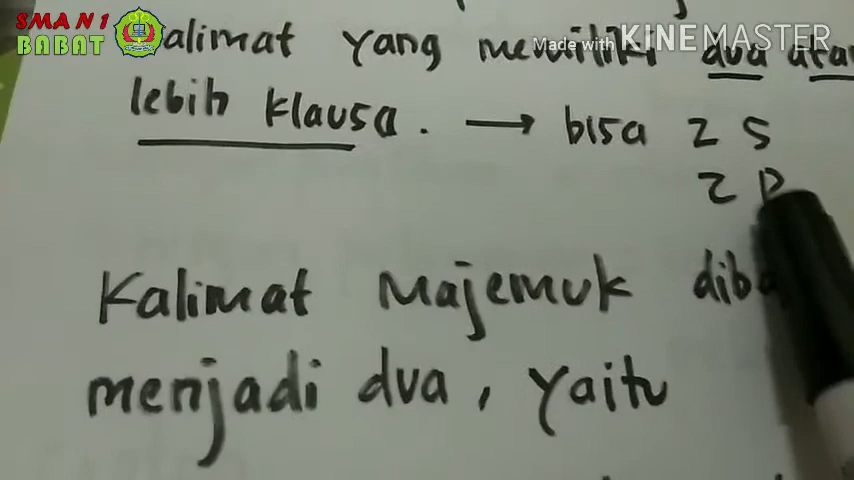 SMA N 1
BABAT
Made with KINEMASTER
alimat yang memiliki dua atau
lebih klausa. → bisa 2 S
2 P
Kalimat Majemuk diba
menjadi dua, yaitu